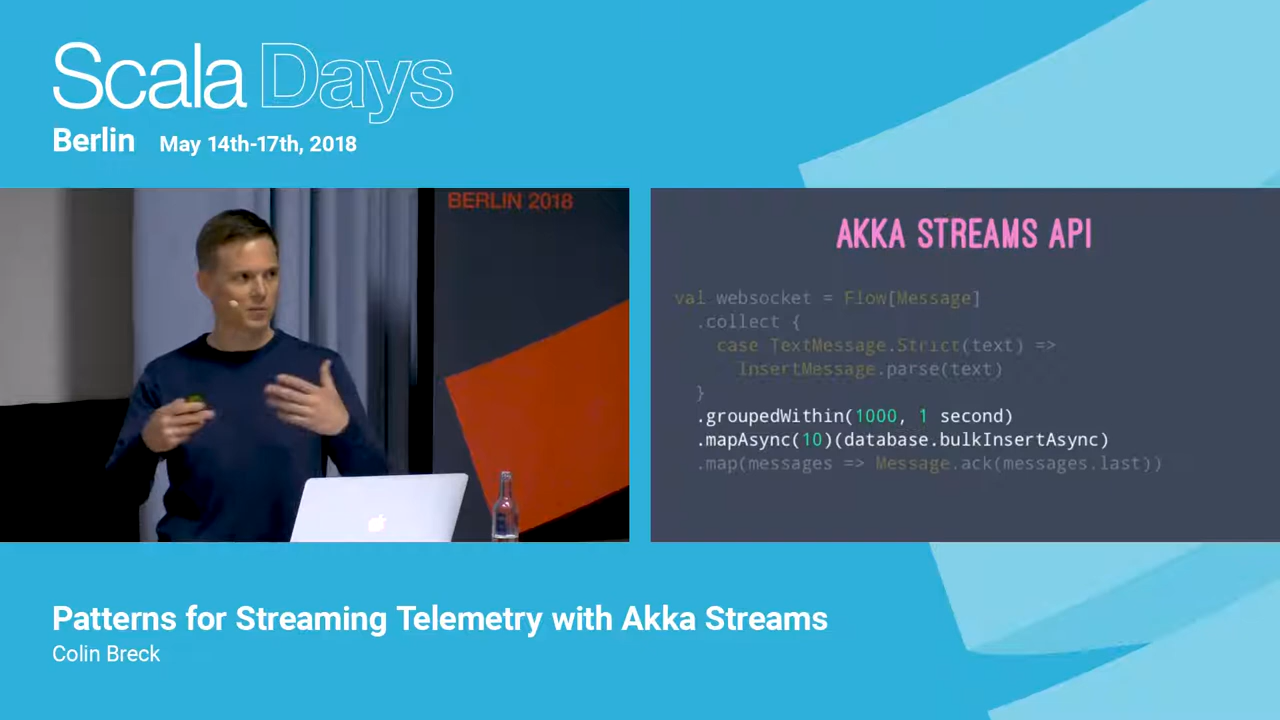 Scala Days
Berlin May 14th-17th, 2018
BERLIN 2018
AKKA STREAMS API
val websocket = Flow[Message]
.collect {
case TextMessage.Strict(text) =>
InsertMessage.parse(text)
}
.groupedWithin(1000, 1 second)
.mapAsync(10)(database.bulkInsertAsync)
.map(messages => Message.ack(messages.last))
Patterns for Streaming Telemetry with Akka Streams
Colin Breck